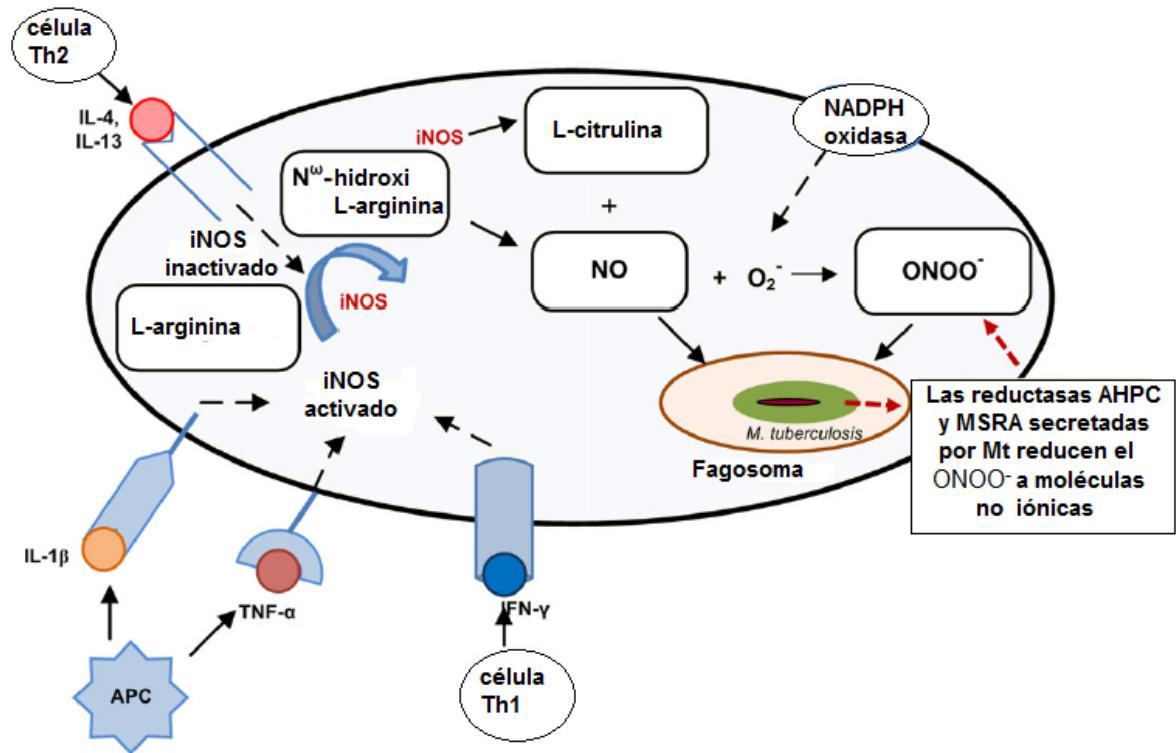 célula
Th2
IL-4,
IL-13
iNOS
L-citrulina
NADPH
oxidasa
N^ω-hidroxi
L-arginina
+
iNOS
inactivado
iNOS
NO
+ O₂⁻
ONOO⁻
L-arginina
iNOS
activado
M. tuberculosis
Fagosoma
Las reductasas AHPC
y MSRA secretadas
por Mt reducen el
ONOO⁻ a moléculas
no iónicas
IL-1β
TNF-α
IFN-γ
APC
célula
Th1